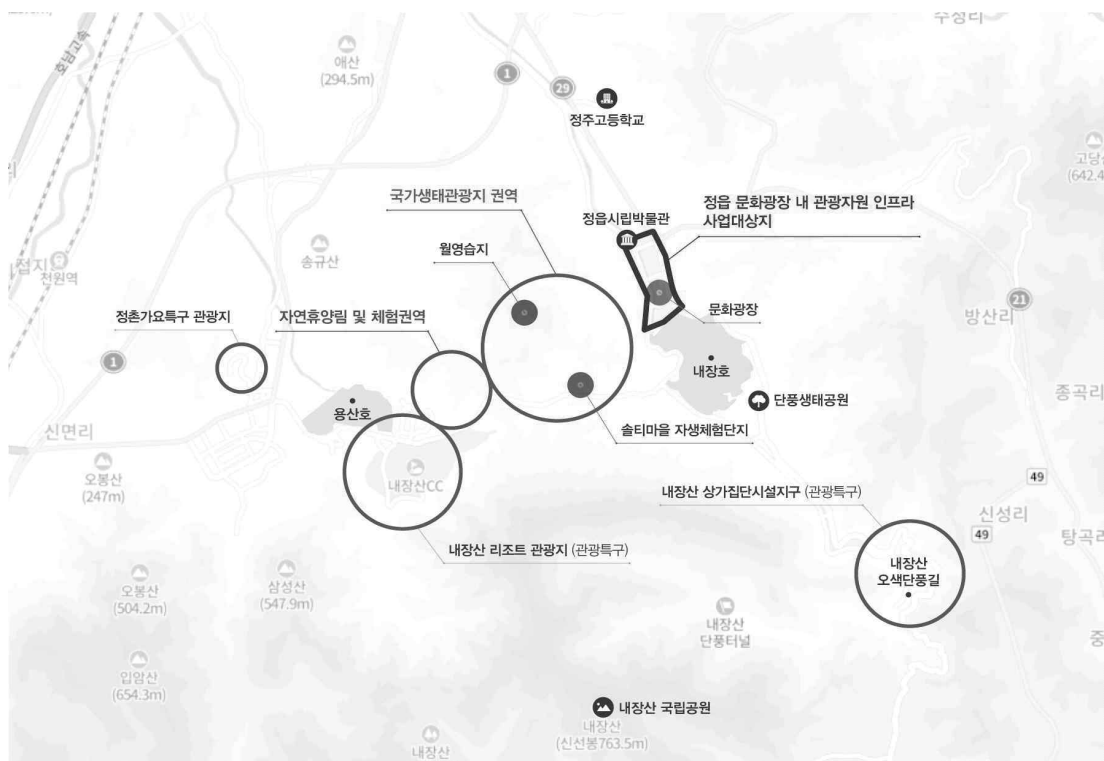 수성리
호남고속
애산
(294.5m)
1
29
정주고등학교
고당산
(642.4
국가생태관광지 권역
정읍 문화광장 내 관광자원 인프라
사업대상지
정읍시립박물관
월영습지
송규산
천원역
정촌가요특구 관광지
자연휴양림 및 체험권역
문화광장
21
방산리
1
내장호
용산호
단풍생태공원
종곡리
신면리
솔티마을 자생체험단지
오봉산
(247m)
내장산CC
내장산 상가집단시설지구 (관광특구)
49
신성리
49
탕곡리
내장산 리조트 관광지 (관광특구)
내장산
오색단풍길
오봉산
(504.2m)
삼성산
(547.9m)
내장산
단풍터널
중
입암산
(654.3m)
내장산 국립공원
내장산
(신선봉763.5m)
내장산